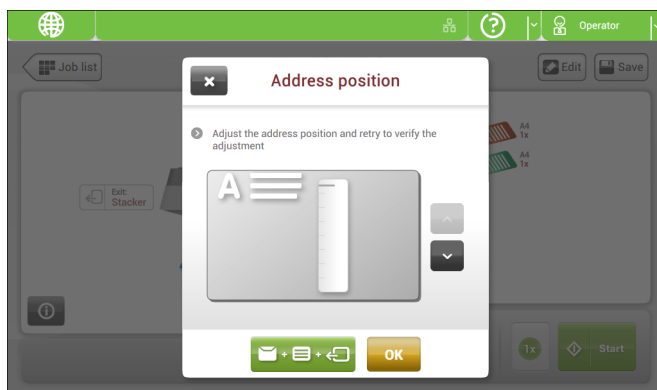 Operator
Job list
Address position
Edit
Save
Adjust the address position and retry to verify the
adjustment
A4
1x
A4
1x
Exit:
Stacker
A
OK
1x
Start